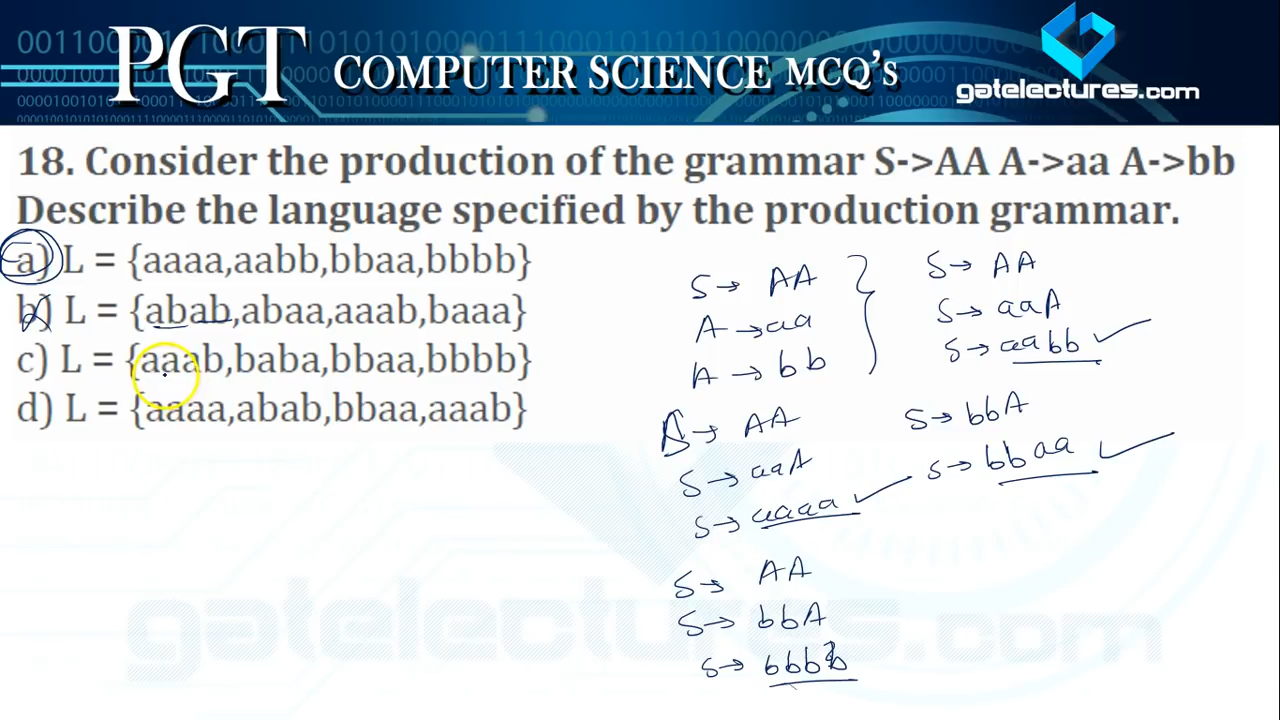 PGT COMPUTER SCIENCE MCQ's
gatelectures.com
18. Consider the production of the grammar S->AA A->aa A->bb
Describe the language specified by the production grammar.
a) L = {aaaa,aabb,bbaa,bbbb}
b) L = {abab,abaa,aaab,baaa}
c) L = {aaab,baba,bbaa,bbbb}
d) L = {aaaa,abab,bbaa,aaab}
S→ AA
A→aa
A→bb
S→ AA
S→aaA
S→aaaa
S→ AA
S→bbA
S→bbbb
S→ AA
S→aaA
S→aabb
S→bbA
S→bbaa
gatelectures.com